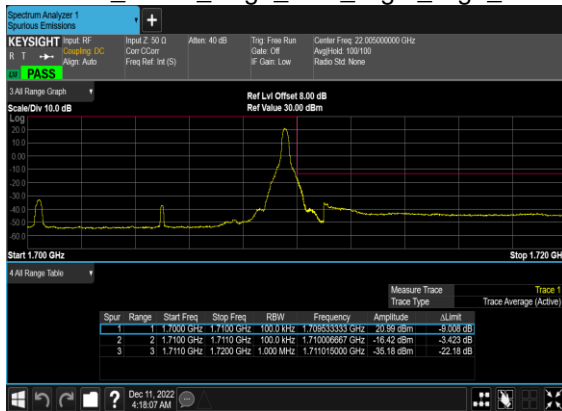 Spectrum Analyzer 1
Spurious Emissions
KEYSIGHT Input: RF Input Z: 50 Ω Atten: 40 dB Trig: Free Run Center Freq: 22.005000000 GHz
R T Coupling: DC Corr CCorr Gate: Off Avg|Hold: 100/100
Align: Auto Freq Ref: Int (S) IF Gain: Low Radio Std: None
PASS
3 All Range Graph
Ref Lvl Offset 8.00 dB
Scale/Div 10.0 dB Ref Value 30.00 dBm
Log
20.0
10.0
0.00
-10.0
-20.0
-30.0
-40.0
-50.0
-60.0
Start 1.700 GHz Stop 1.720 GH
4 All Range Table
Measure Trace Trace 1
Trace Type Trace Average (Active)
Spur Range Start Freq Stop Freq RBW Frequency Amplitude ΔLimit
1 1 1.7000 GHz 1.7100 GHz 100.0 kHz 1.709533333 GHz 20.99 dBm -9.008 dB
2 2 1.7100 GHz 1.7110 GHz 100.0 kHz 1.710006667 GHz -16.42 dBm -3.423 dB
3 3 1.7110 GHz 1.7200 GHz 1.000 MHz 1.711015000 GHz -35.18 dBm -22.18 dB
? Dec 11, 2022
4:18:07 AM